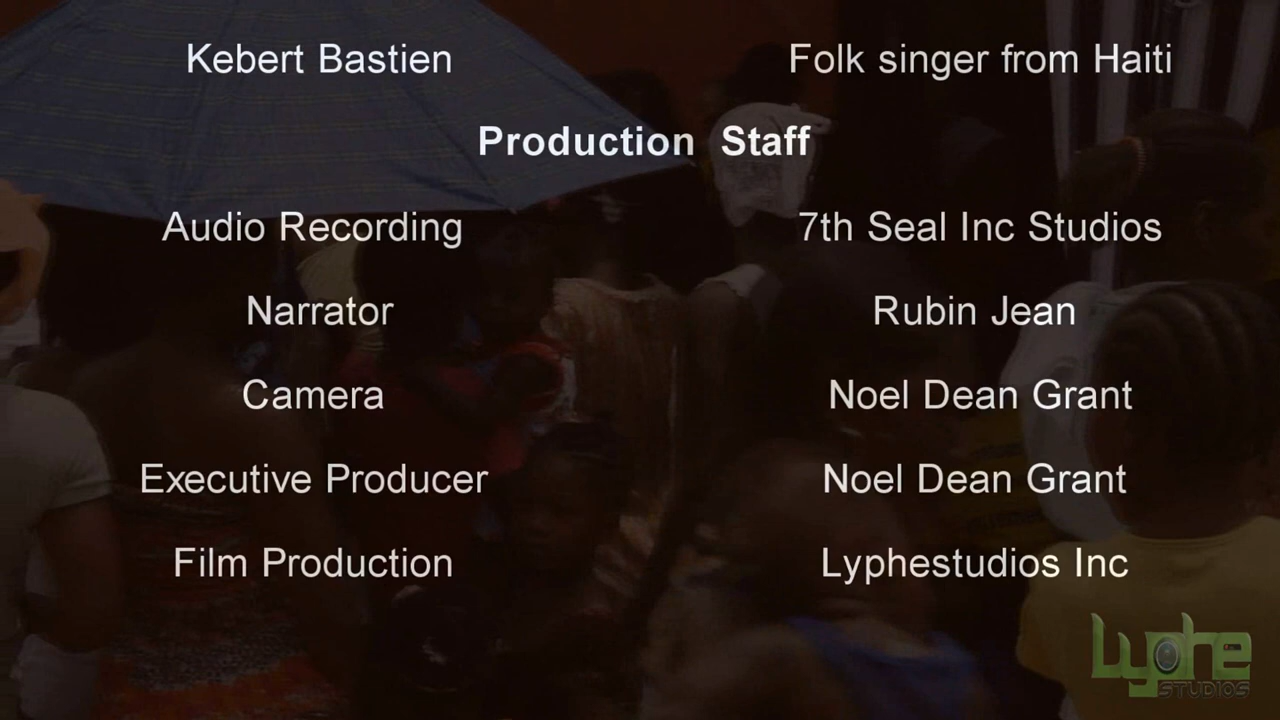 Kebert Bastien Folk singer from Haiti
Production Staff
Audio Recording 7th Seal Inc Studios
Narrator Rubin Jean
Camera Noel Dean Grant
Executive Producer Noel Dean Grant
Film Production Lyphestudios Inc
Lyphe
STUDIOS